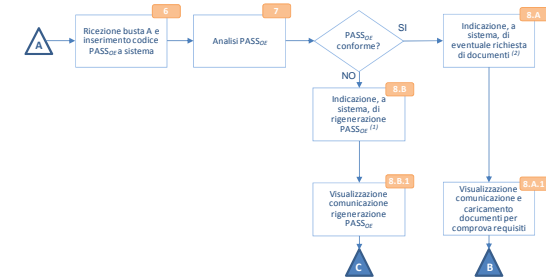 A
6
Ricezione busta A e
inserimento codice
PASSOE a sistema
7
Analisi PASSOE
PASSOE
conforme?
SI
NO
8.A
Indicazione, a
sistema, di
eventuale richiesta
di documenti (2)
8.B
Indicazione, a
sistema, di
rigenerazione
PASSOE (1)
8.B.1
Visualizzazione
comunicazione
rigenerazione
PASSOE
8.A.1
Visualizzazione
comunicazione e
caricamento
documenti per
comprova requisiti
C
B